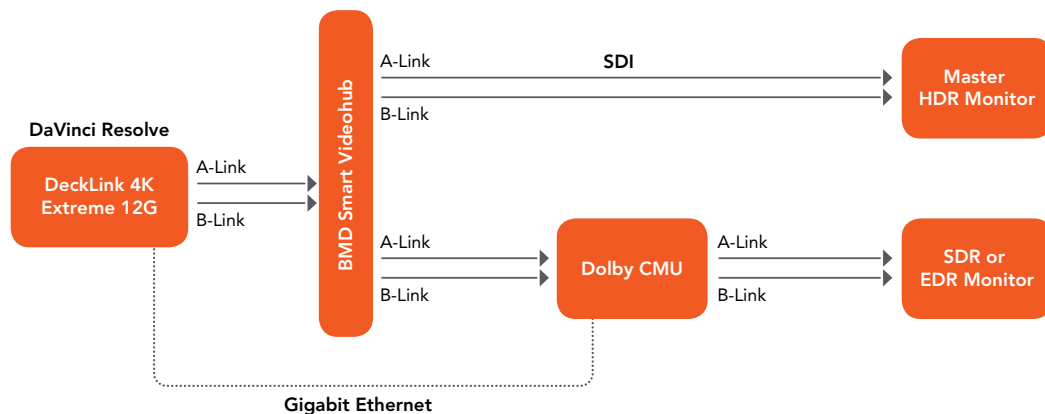 DaVinci Resolve
DeckLink 4K
Extreme 12G
A-Link
B-Link
BMD Smart Videohub
A-Link
SDI
B-Link
Master
HDR Monitor
A-Link
B-Link
Dolby CMU
A-Link
B-Link
SDR or
EDR Monitor
Gigabit Ethernet